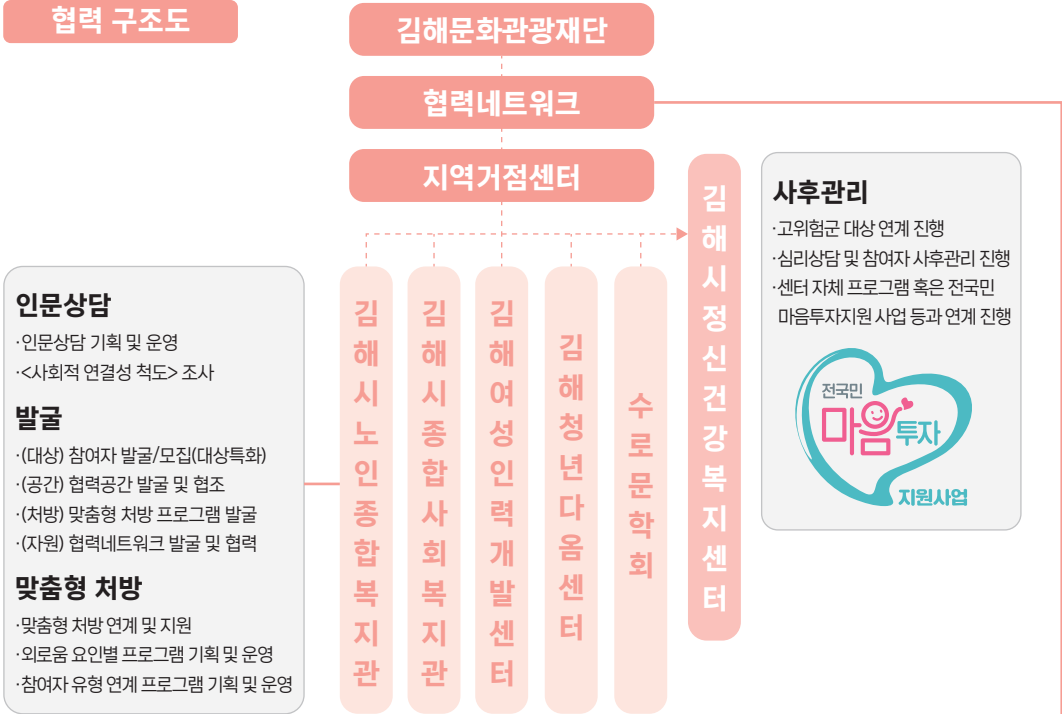 협력 구조도
김해문화관광재단
협력네트워크
지역거점센터
인문상담
·인문상담 기획 및 운영
·<사회적 연결성 척도> 조사
발굴
·(대상) 참여자 발굴/모집(대상특화)
·(공간) 협력공간 발굴 및 협조
·(처방) 맞춤형 처방 프로그램 발굴
·(자원) 협력네트워크 발굴 및 협력
맞춤형 처방
·맞춤형 처방 연계 및 지원
·외로움 요인별 프로그램 기획 및 운영
·참여자 유형 연계 프로그램 기획 및 운영
김해시노인종합복지관
김해시종합사회복지관
김해여성인력개발센터
김해청년다옴센터
수로문학회
김해시정신건강복지센터
사후관리
·고위험군 대상 연계 진행
·심리상담 및 참여자 사후관리 진행
·센터 자체 프로그램 혹은 전국민
마음투자지원 사업 등과 연계 진행
전국민
마음투자
지원사업